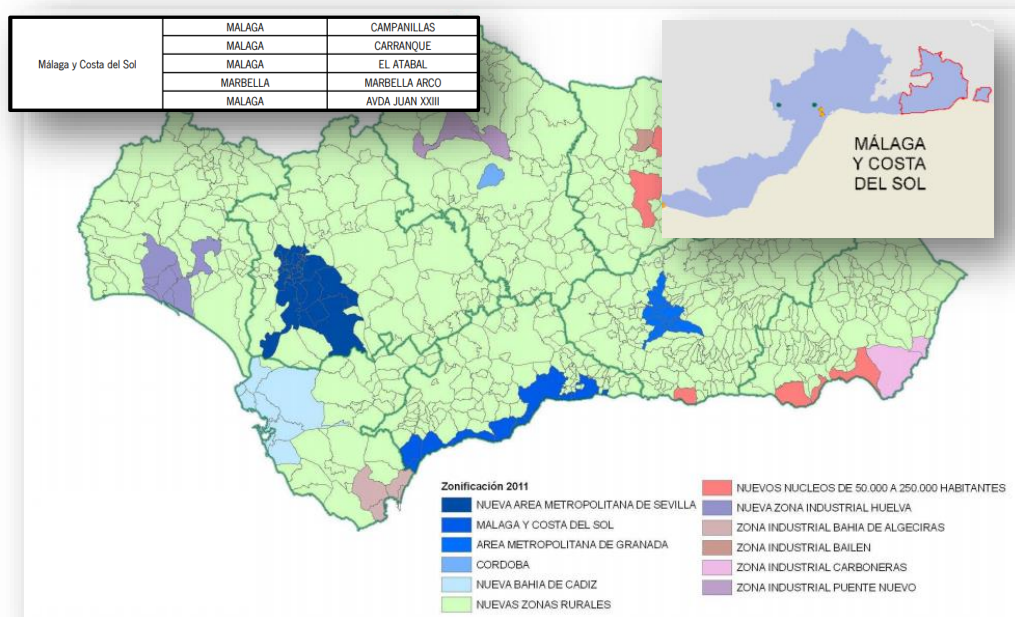 Málaga y Costa del Sol
MALAGA CAMPANILLAS
MALAGA CARRANQUE
MALAGA EL ATABAL
MARBELLA MARBELLA ARCO
MALAGA AVDA JUAN XXIII
MÁLAGA
Y COSTA
DEL SOL
Zonificación 2011
NUEVA AREA METROPOLITANA DE SEVILLA
MALAGA Y COSTA DEL SOL
AREA METROPOLITANA DE GRANADA
CORDOBA
NUEVA BAHIA DE CADIZ
NUEVAS ZONAS RURALES
NUEVOS NUCLEOS DE 50.000 A 250.000 HABITANTES
NUEVA ZONA INDUSTRIAL HUELVA
ZONA INDUSTRIAL BAHIA DE ALGECIRAS
ZONA INDUSTRIAL BAILEN
ZONA INDUSTRIAL CARBONERAS
ZONA INDUSTRIAL PUENTE NUEVO